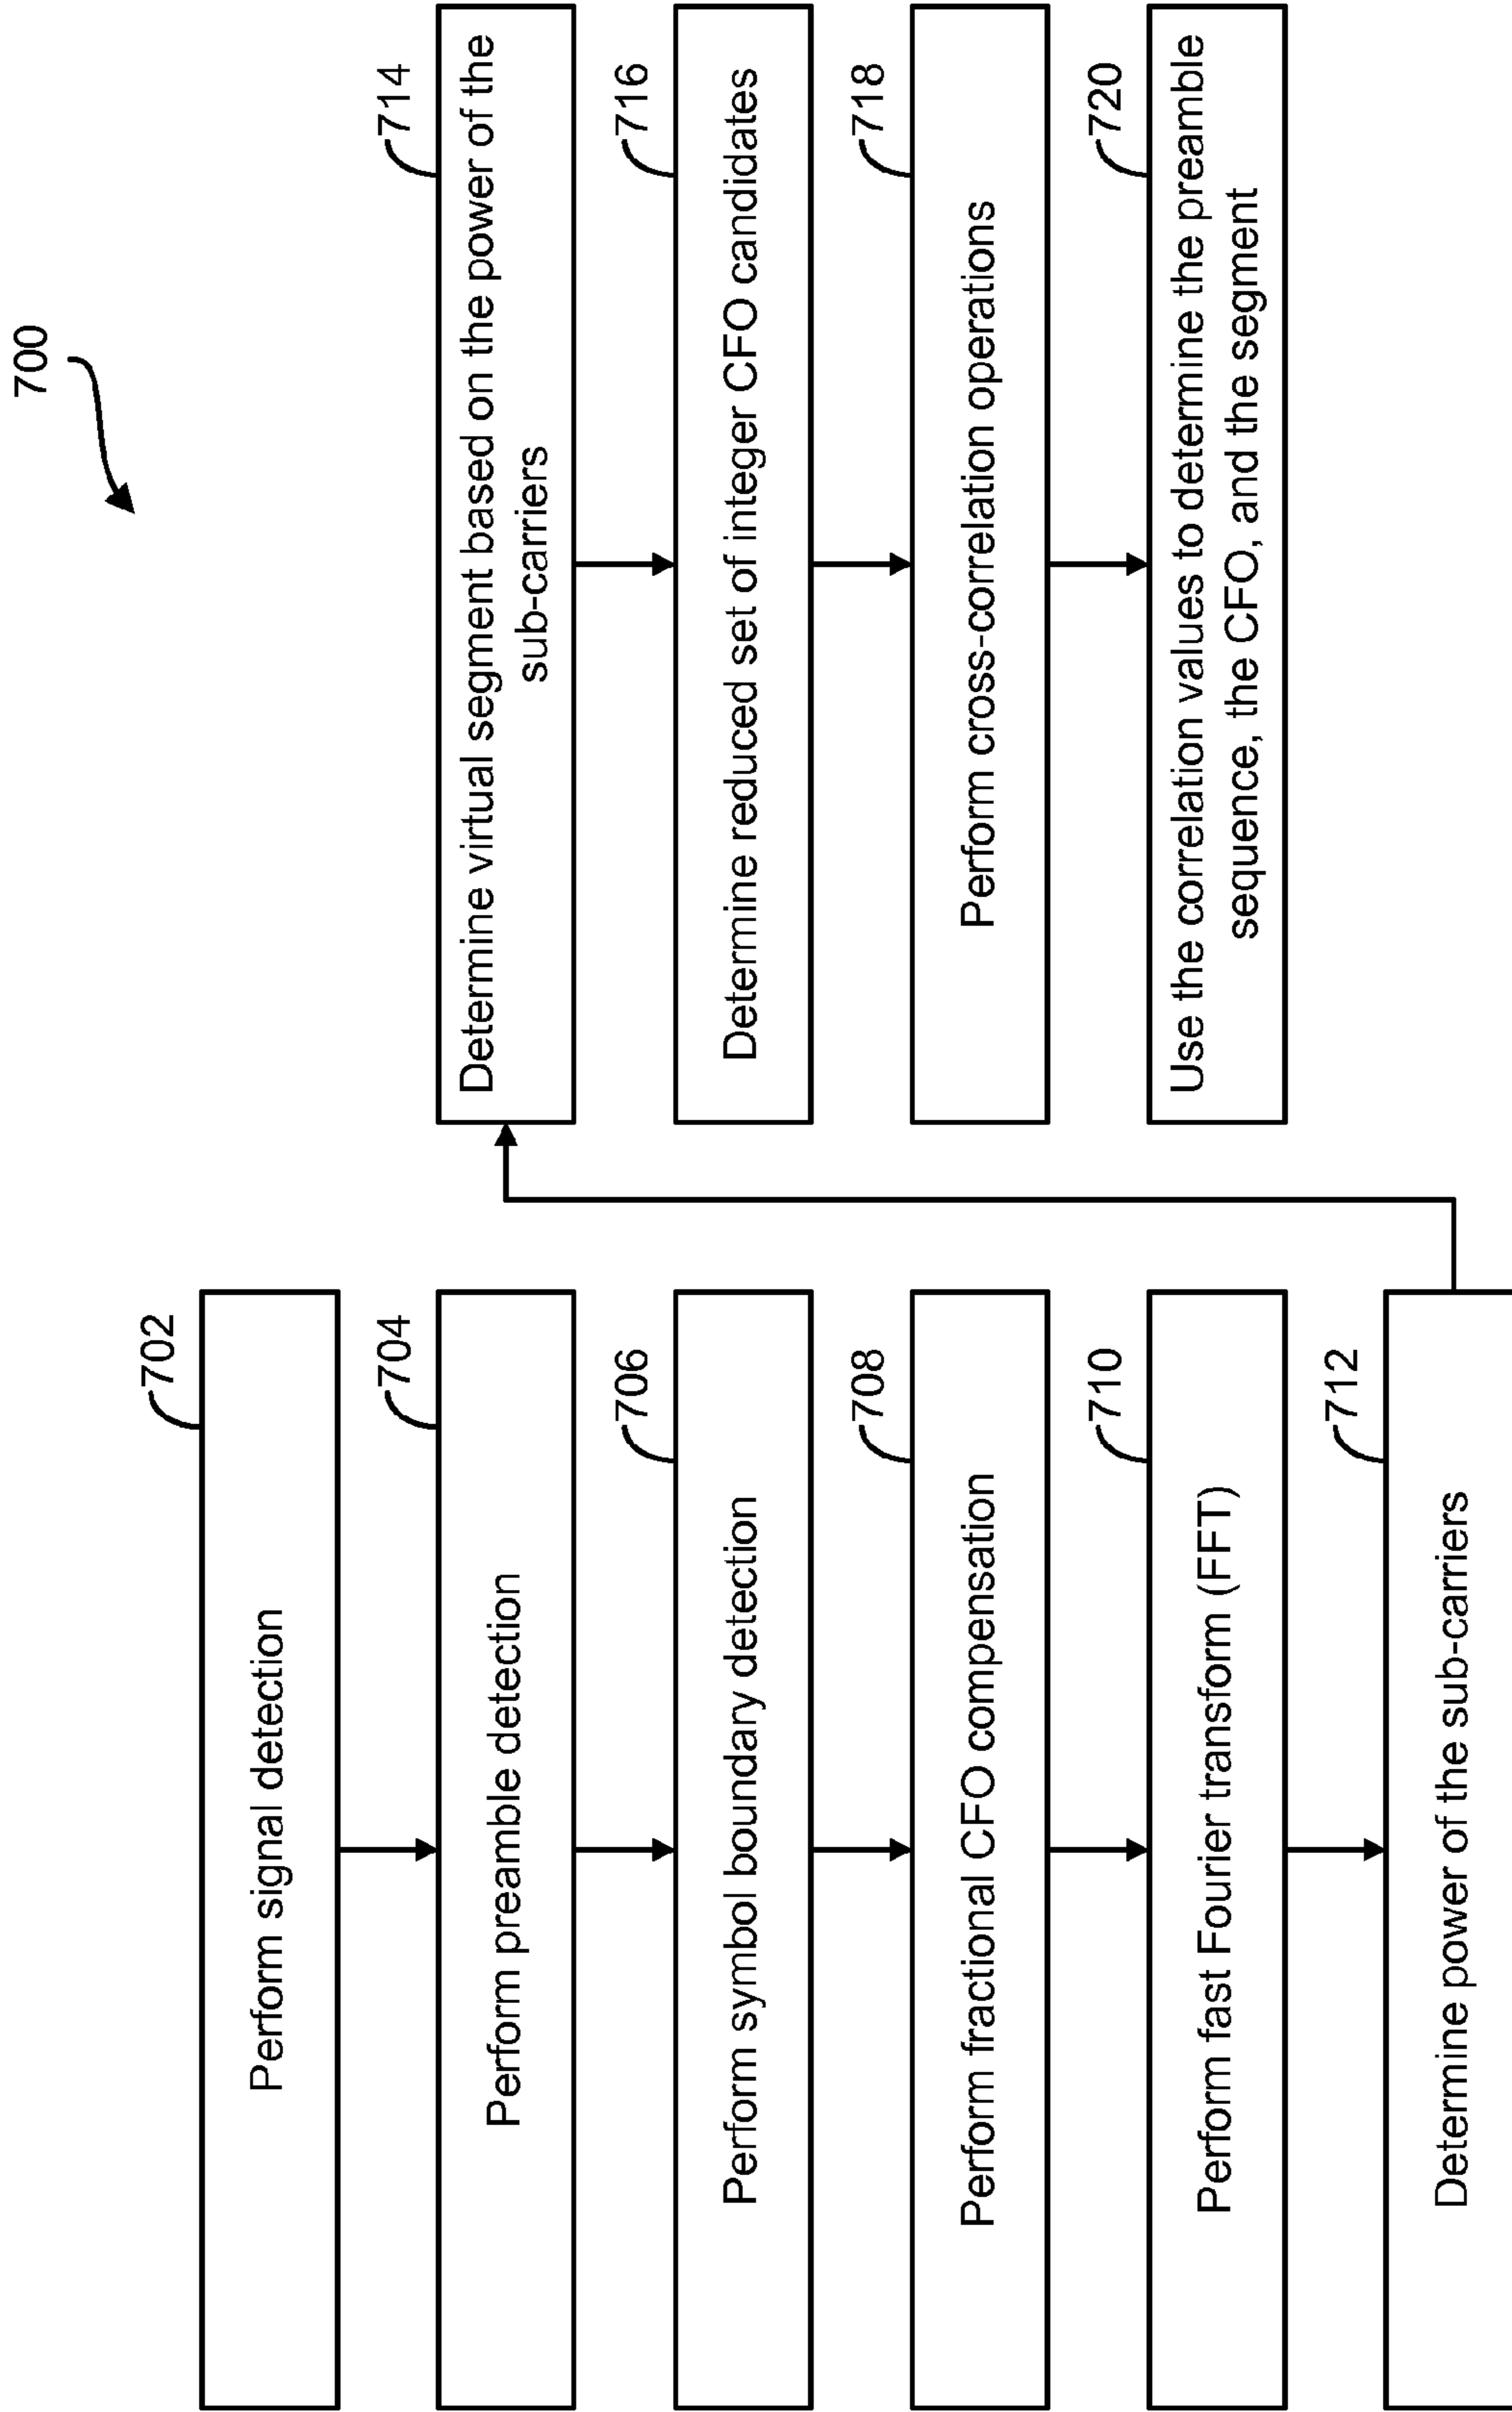 700
702
Perform signal detection
704
Perform preamble detection
706
Perform symbol boundary detection
708
Perform fractional CFO compensation
710
Perform fast Fourier transform (FFT)
712
Determine power of the sub-carriers
714
Determine virtual segment based on the power of the
sub-carriers
716
Determine reduced set of integer CFO candidates
718
Perform cross-correlation operations
720
Use the correlation values to determine the preamble
sequence, the CFO, and the segment